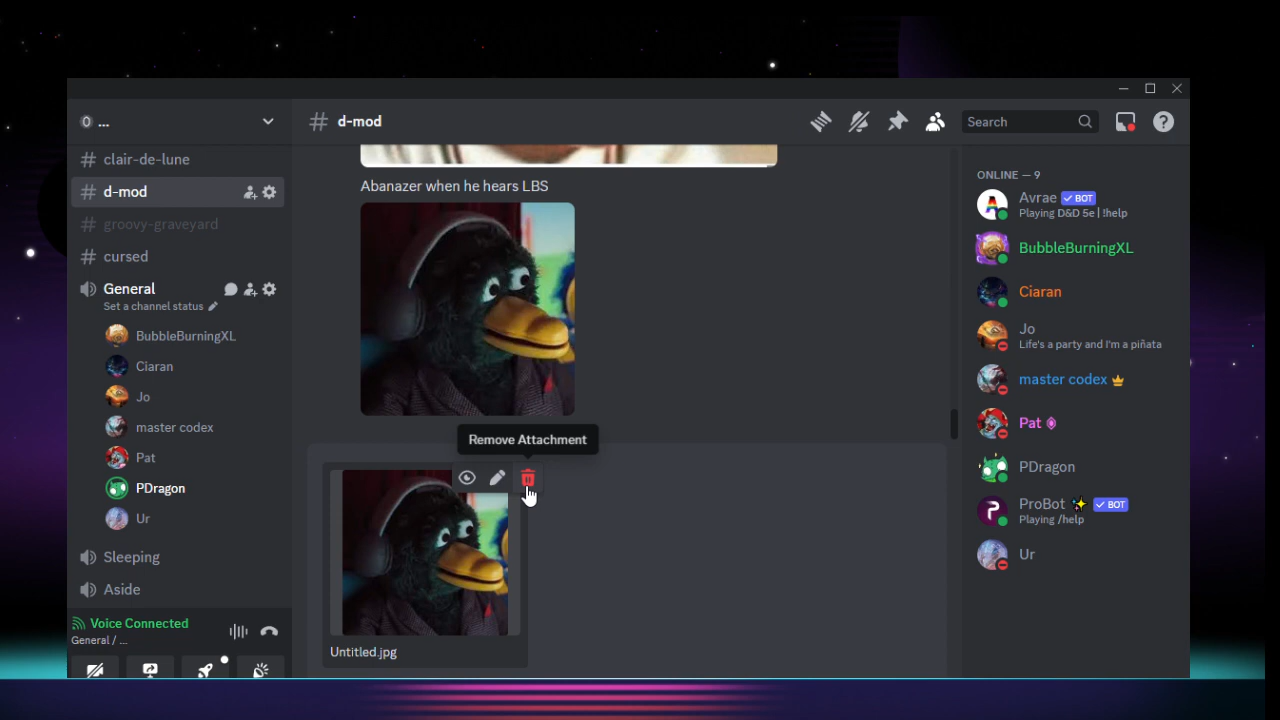 ...
d-mod
Search
clair-de-lune
d-mod
groovy-graveyard
cursed
General
Set a channel status
BubbleBurningXL
Ciaran
Jo
master codex
Pat
PDragon
Ur
Sleeping
Aside
Voice Connected
General / ...
Abanazer when he hears LBS
Remove Attachment
Untitled.jpg
ONLINE — 9
Avrae BOT
Playing D&D 5e | !help
BubbleBurningXL
Ciaran
Jo
Life's a party and I'm a piñata
master codex
Pat
PDragon
ProBot BOT
Playing /help
Ur